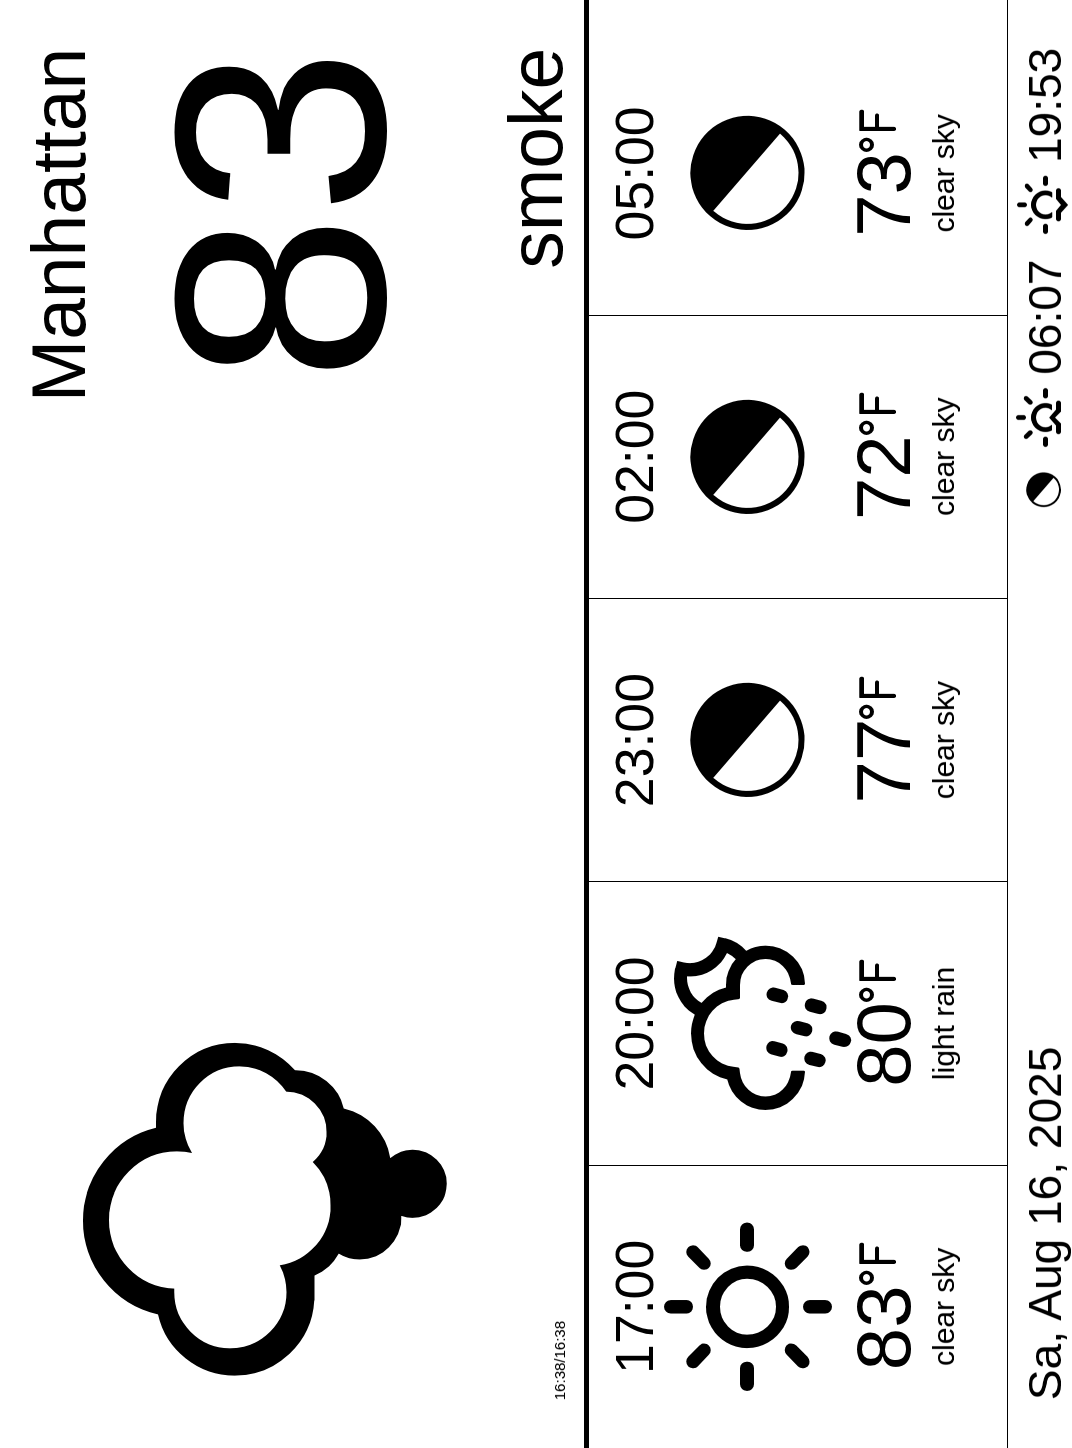 Manhattan
83
16:38/16:38
smoke
17:00 20:00 23:00 02:00 05:00
83°F 80°F 77°F 72°F 73°F
clear sky light rain clear sky clear sky clear sky
Sa, Aug 16, 2025 06:07 19:53